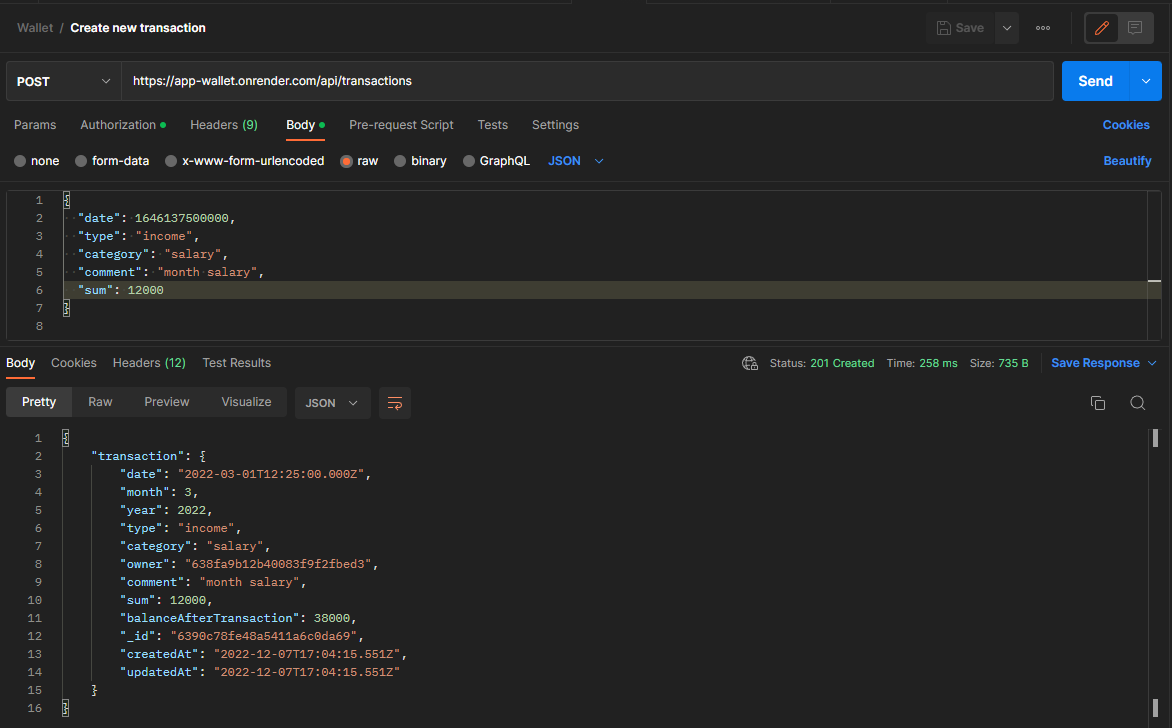 Wallet / Create new transaction Save ooo
POST https://app-wallet.onrender.com/api/transactions Send
Params Authorization Headers (9) Body Pre-request Script Tests Settings Cookies
none form-data x-www-form-urlencoded raw binary GraphQL JSON Beautify
1 {
2 "date": 1646137500000,
3 "type": "income",
4 "category": "salary",
5 "comment": "month salary",
6 "sum": 12000
7 }
8
Body Cookies Headers (12) Test Results Status: 201 Created Time: 258 ms Size: 735 B Save Response
Pretty Raw Preview Visualize JSON
1 {
2 "transaction": {
3 "date": "2022-03-01T12:25:00.000Z",
4 "month": 3,
5 "year": 2022,
6 "type": "income",
7 "category": "salary",
8 "owner": "638fa9b12b40083f9f2fbed3",
9 "comment": "month salary",
10 "sum": 12000,
11 "balanceAfterTransaction": 38000,
12 "_id": "6390c78fe48a5411a6c0da69",
13 "createdAt": "2022-12-07T17:04:15.551Z",
14 "updatedAt": "2022-12-07T17:04:15.551Z"
15 }
16 }